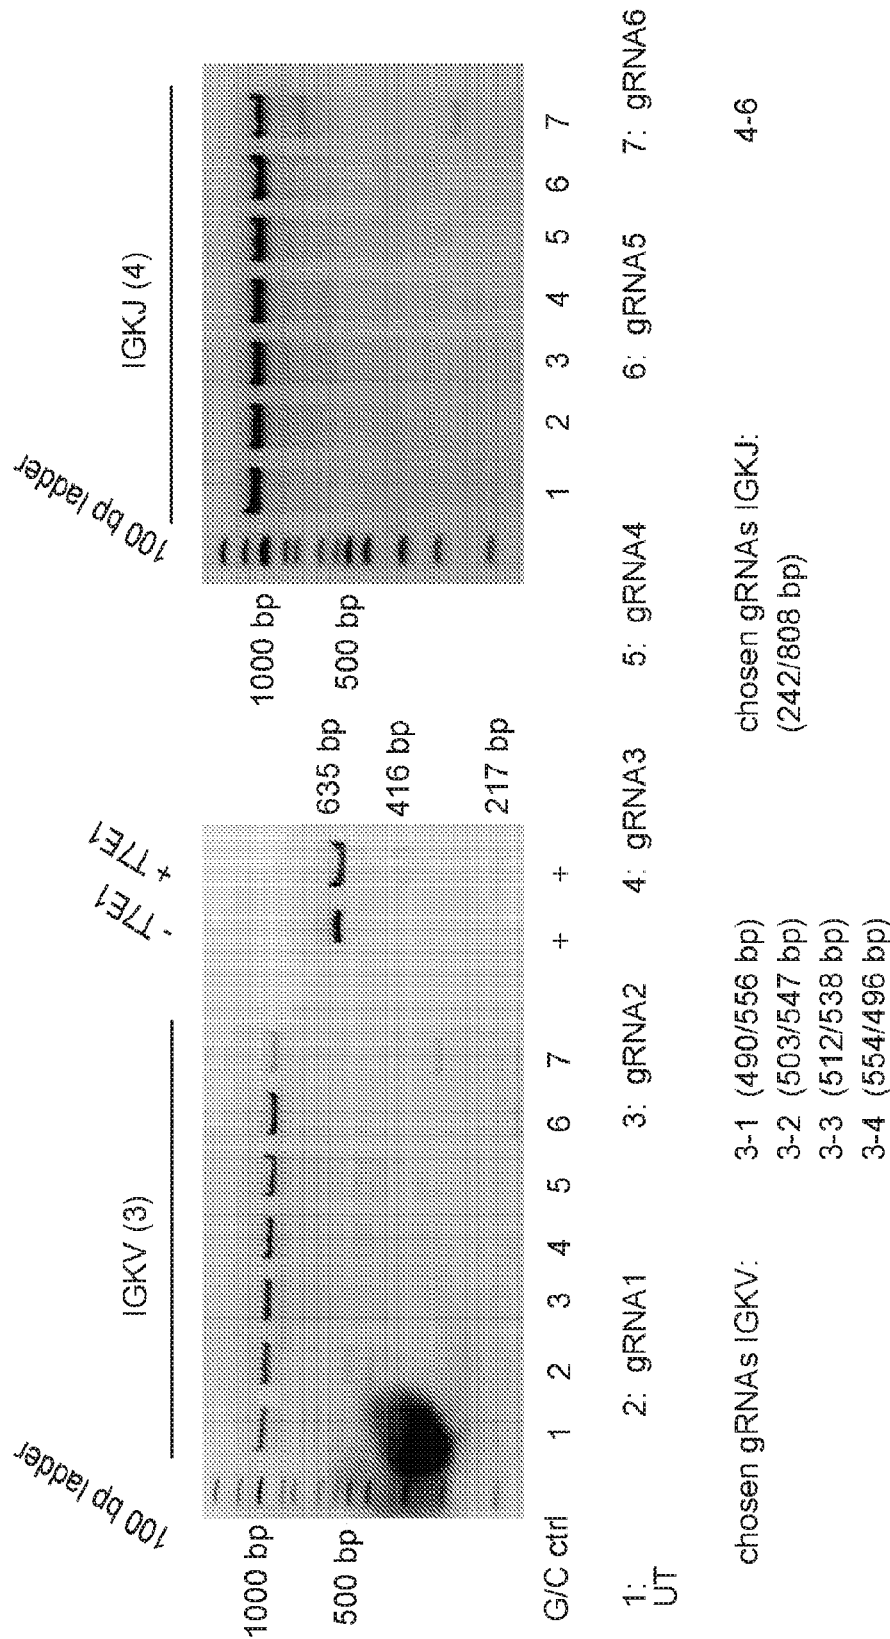 IGKV (3)
IGKJ (4)
100 bp ladder
- T7E1
+ T7E1
100 bp ladder
1000 bp
500 bp
635 bp
416 bp
217 bp
1000 bp
500 bp
G/C ctrl 1 2 3 4 5 6 7 + + 1 2 3 4 5 6 7
1: UT 2: gRNA1 3: gRNA2 4: gRNA3 5: gRNA4 6: gRNA5 7: gRNA6
chosen gRNAs IGKV: 3-1 (490/556 bp)
3-2 (503/547 bp)
3-3 (512/538 bp)
3-4 (554/496 bp)
chosen gRNAs IGKJ: 4-6
(242/808 bp)